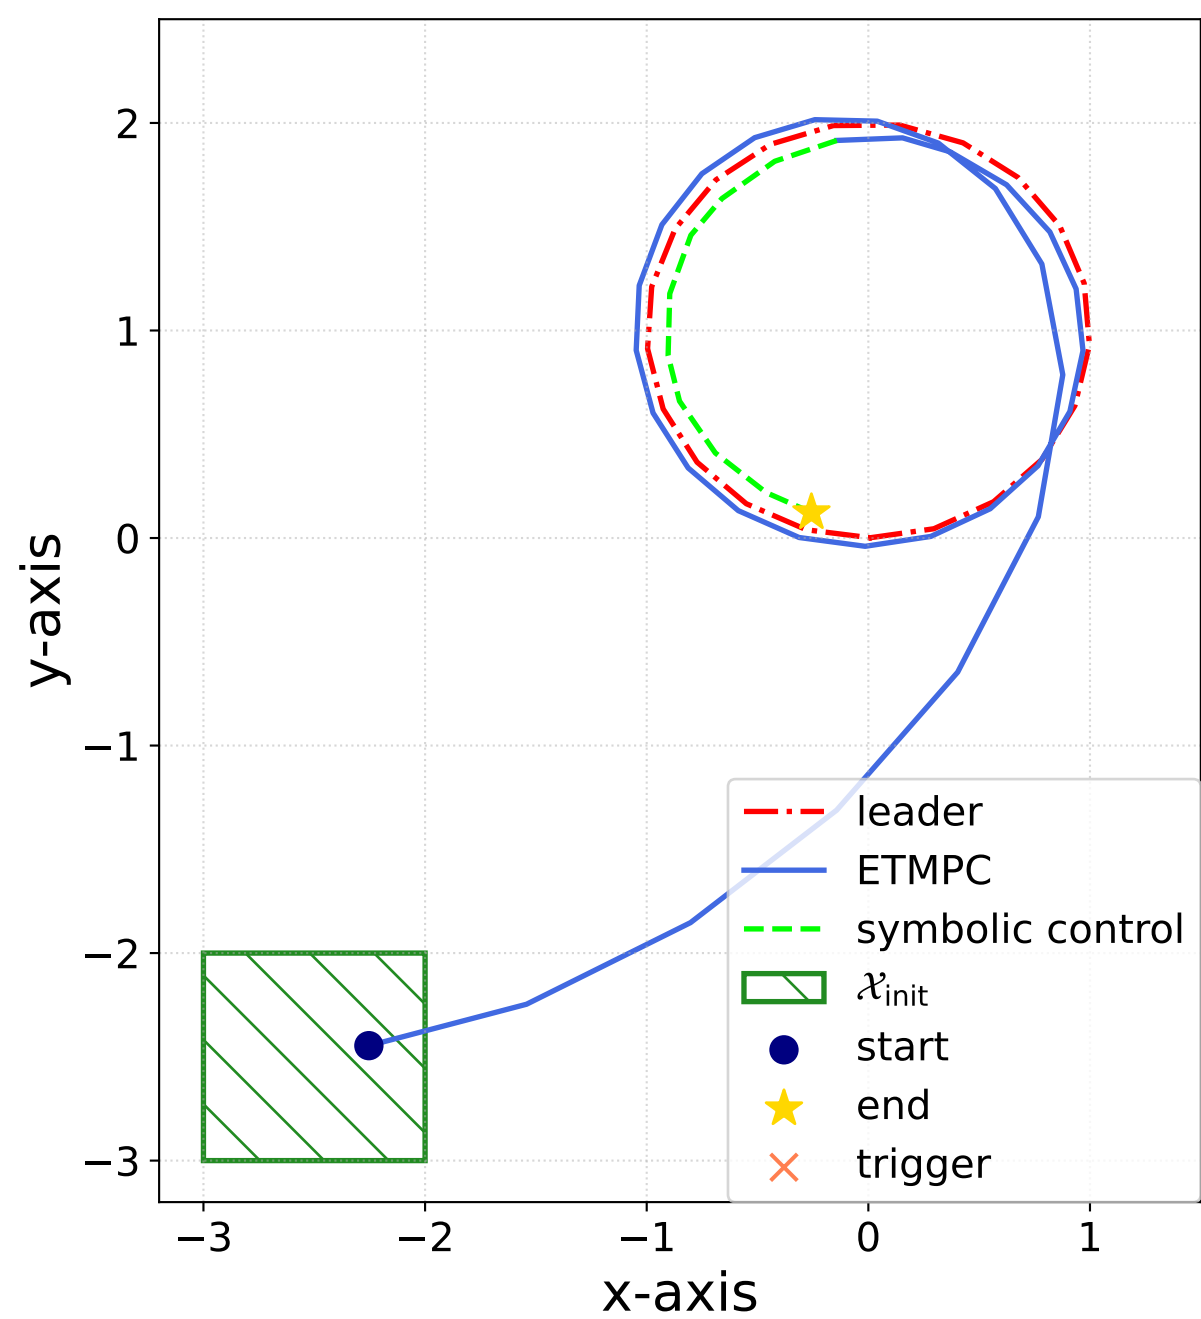 2
1
0
−1
−2
−3
y-axis
leader
ETMPC
symbolic control
𝒳init
start
end
trigger
−3 −2 −1 0 1
x-axis